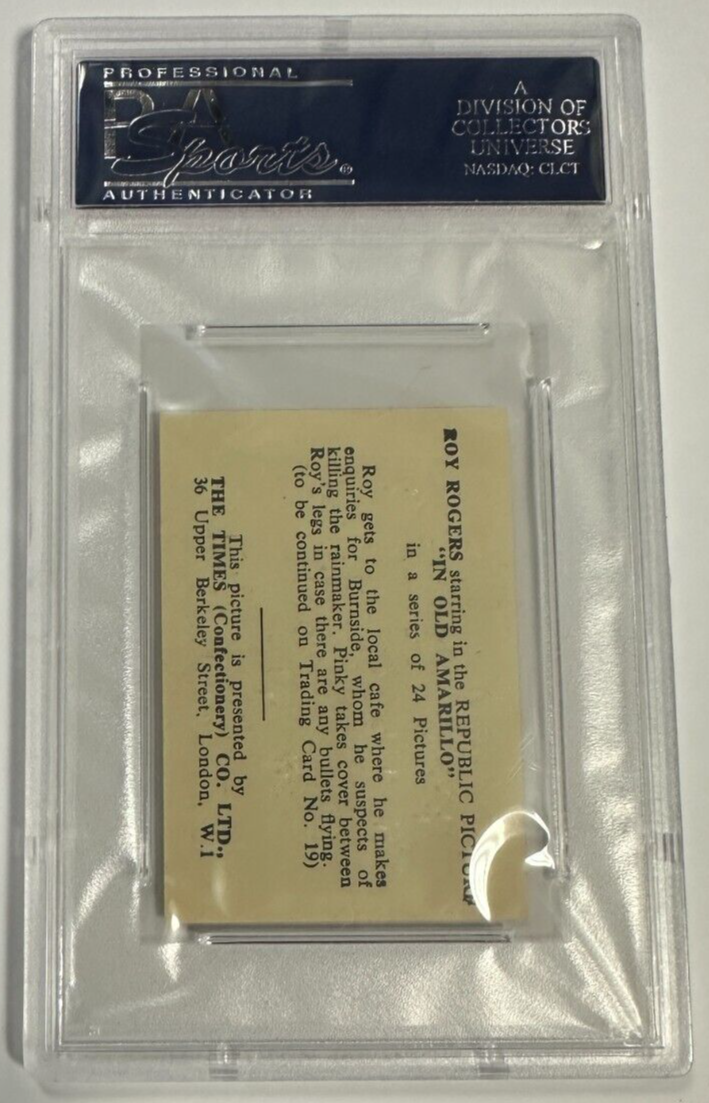 PROFESSIONAL
PSA
Sports®
AUTHENTICATOR
A
DIVISION OF
COLLECTORS
UNIVERSE
NASDAQ: CLCT
ROY ROGERS starring in the REPUBLIC PICTURE
"IN OLD AMARILLO"
in a series of 24 Pictures
Roy gets to the local cafe where he makes
enquiries for Burnside, whom he suspects of
killing the rainmaker. Pinky takes cover between
Roy's legs in case there are any bullets flying.
(to be continued on Trading Card No. 19)
This picture is presented by
THE TIMES (Confectionery) CO. LTD.,
36 Upper Berkeley Street, London, W.1